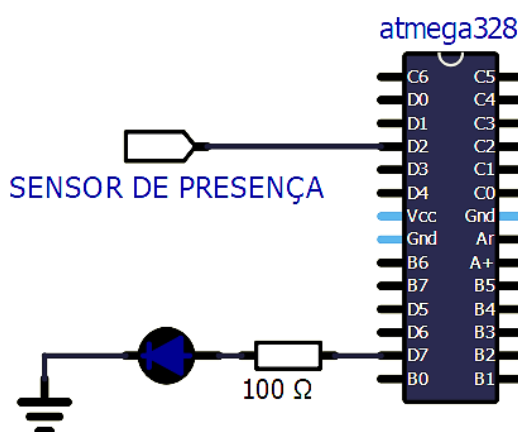 atmega328
C6 C5
D0 C4
D1 C3
D2 C2
D3 C1
SENSOR DE PRESENÇA
D4 C0
Vcc Gnd
Gnd Ar
B6 A+
B7 B5
D5 B4
D6 B3
D7 B2
100 Ω
B0 B1